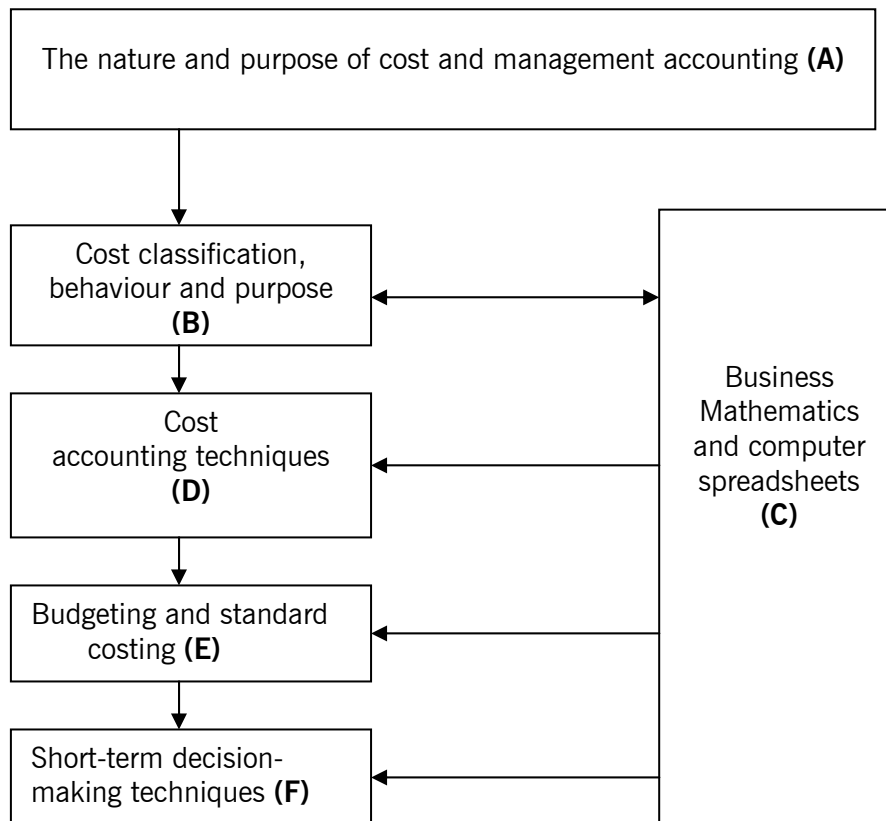 The nature and purpose of cost and management accounting (A)
Cost classification,
behaviour and purpose
(B)
Cost
accounting techniques
(D)
Budgeting and standard
costing (E)
Short-term decision-
making techniques (F)
Business
Mathematics
and computer
spreadsheets
(C)